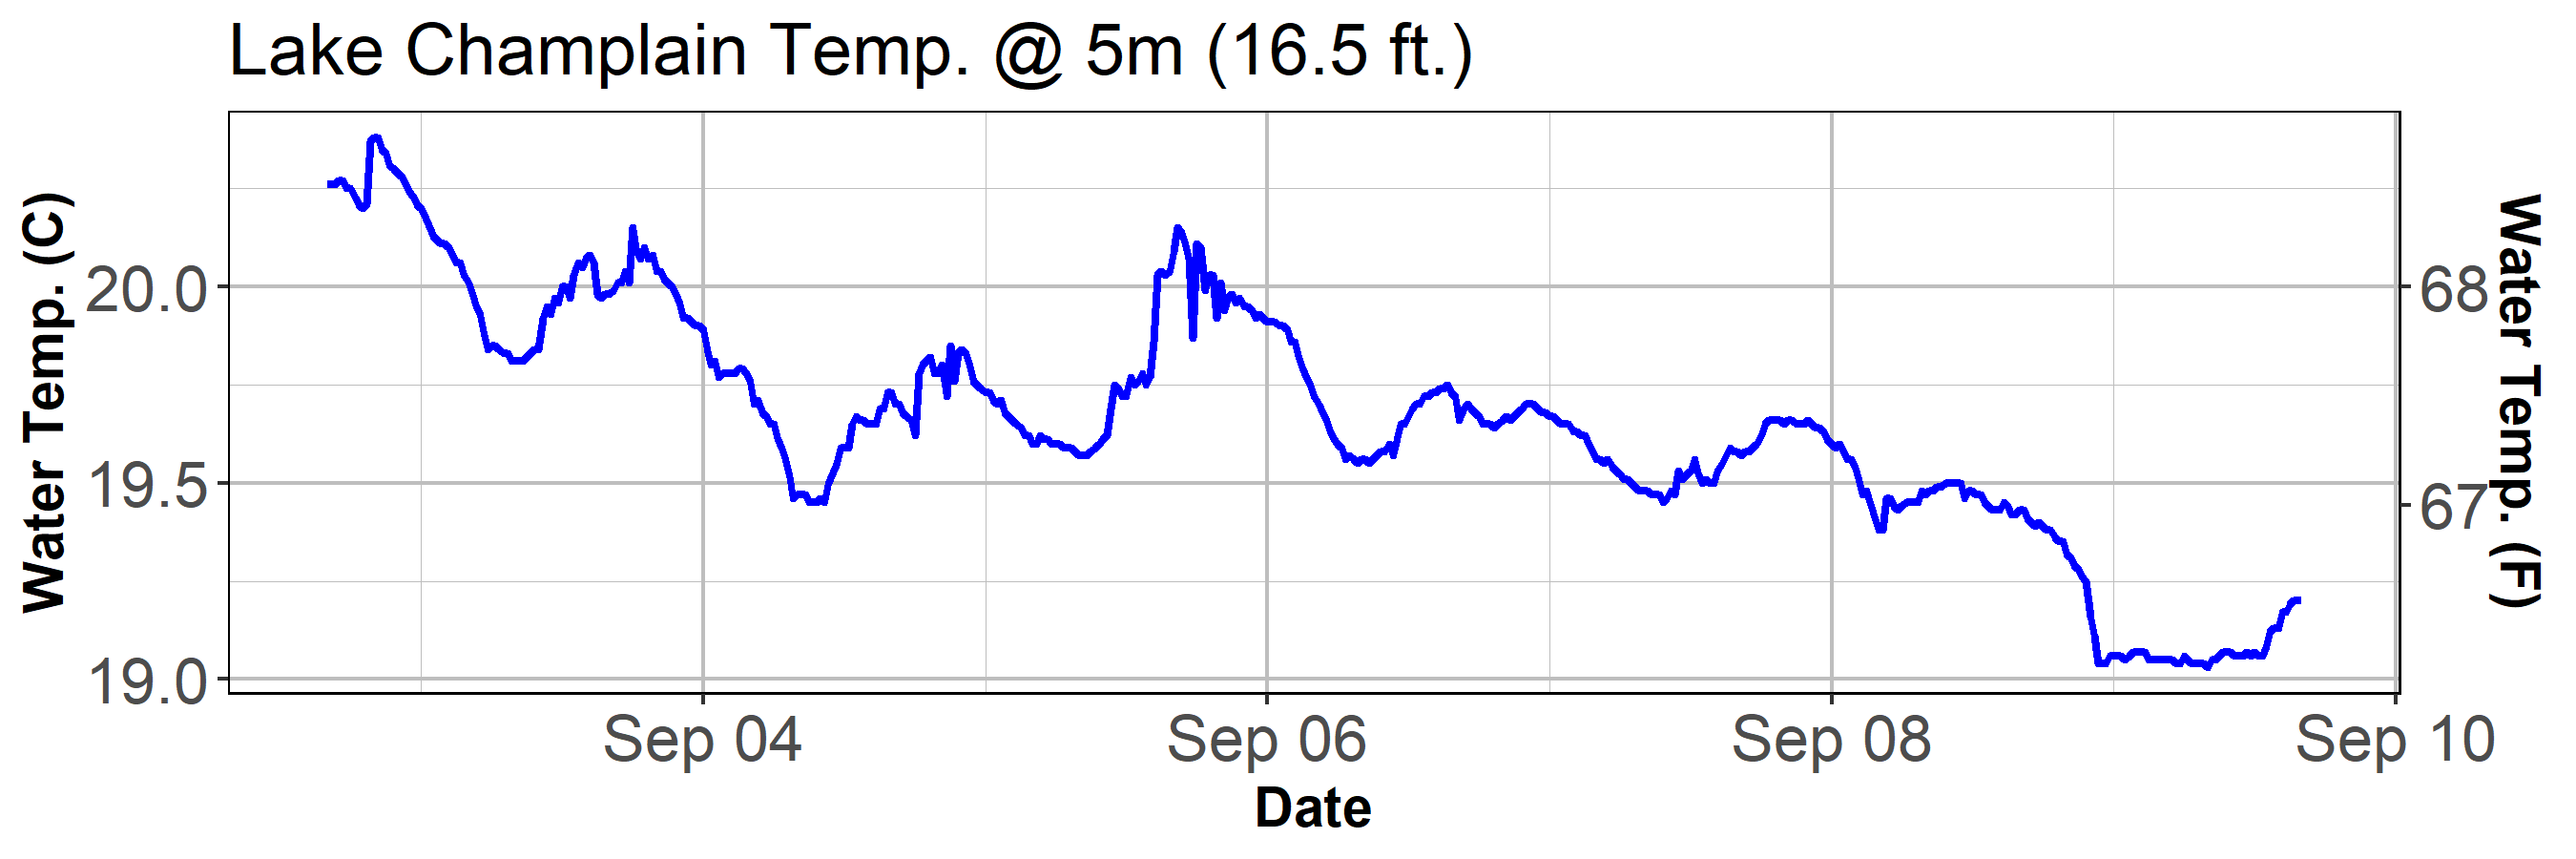 Lake Champlain Temp. @ 5m (16.5 ft.)
Water Temp. (C)
20.0
19.5
19.0
68
67
Water Temp. (F)
Sep 04
Sep 06
Sep 08
Sep 10
Date